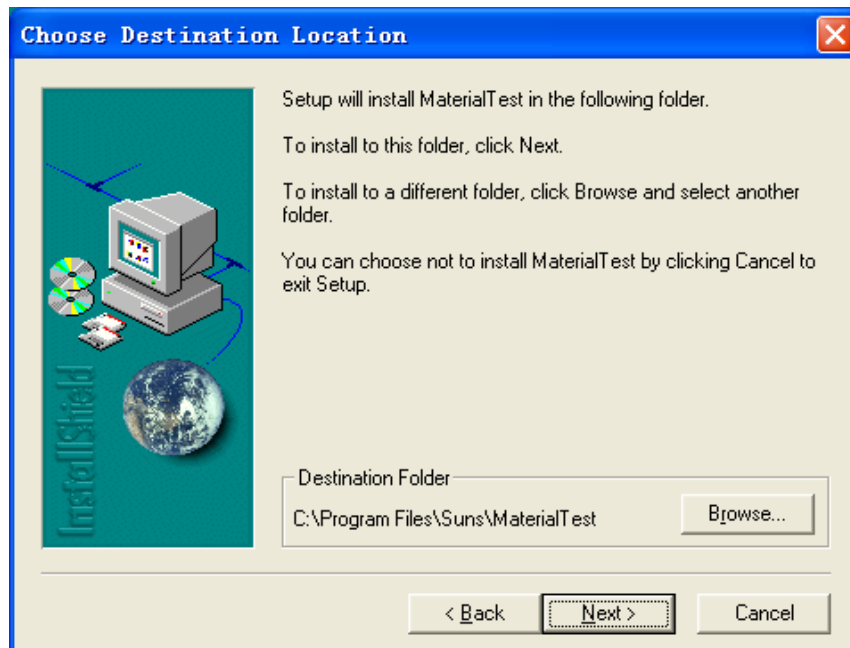 Choose Destination Location
Setup will install MaterialTest in the following folder.
To install to this folder, click Next.
To install to a different folder, click Browse and select another
folder.
You can choose not to install MaterialTest by clicking Cancel to
exit Setup.
InstallShield
Destination Folder
C:\Program Files\Suns\MaterialTest
Browse...
< Back
Next >
Cancel